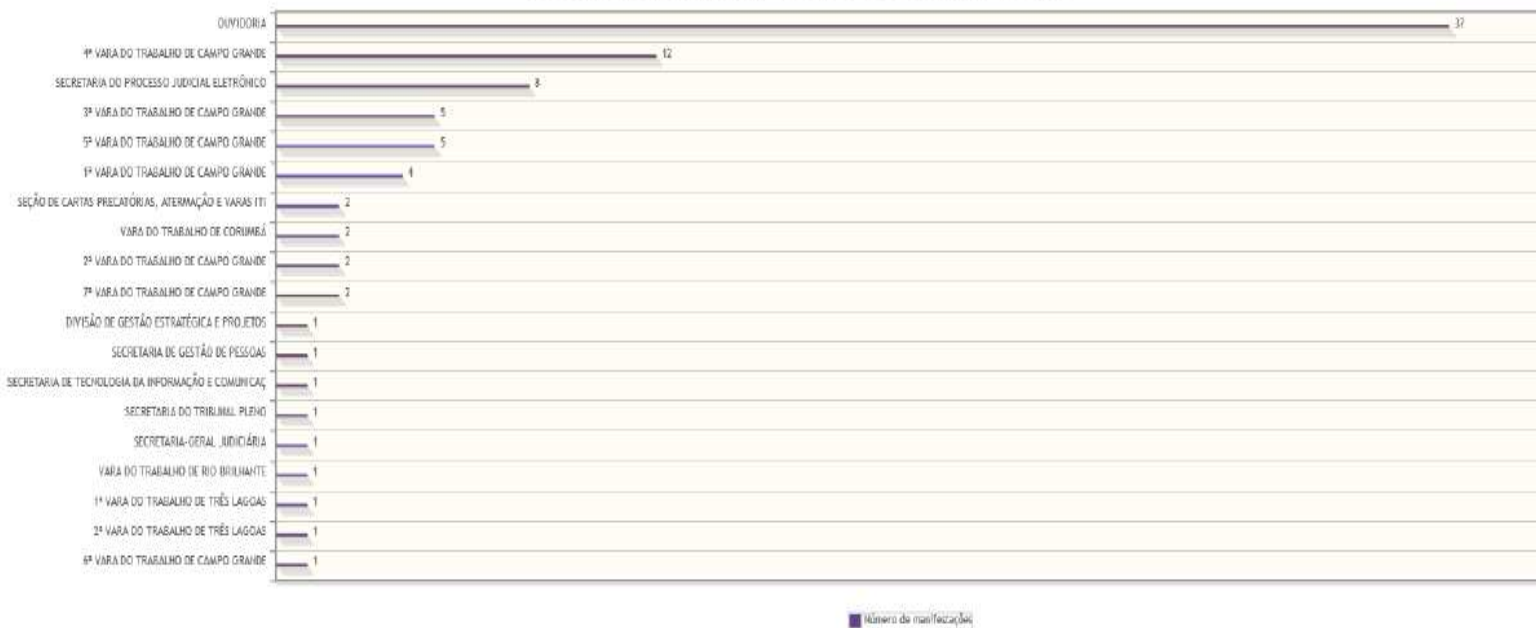 OUVIDORIA 37
4ª VARA DO TRABALHO DE CAMPO GRANDE 12
SECRETARIA DO PROCESSO JUDICIAL ELETRÔNICO 8
3ª VARA DO TRABALHO DE CAMPO GRANDE 5
5ª VARA DO TRABALHO DE CAMPO GRANDE 5
1ª VARA DO TRABALHO DE CAMPO GRANDE 4
SEÇÃO DE CARTAS PRECATÓRIAS, ATERMAÇÃO E VARAS ITI 2
VARA DO TRABALHO DE CORUMBÁ 2
2ª VARA DO TRABALHO DE CAMPO GRANDE 2
7ª VARA DO TRABALHO DE CAMPO GRANDE 2
DIVISÃO DE GESTÃO ESTRATÉGICA E PROJETOS 1
SECRETARIA DE GESTÃO DE PESSOAS 1
SECRETARIA DE TECNOLOGIA DA INFORMAÇÃO E COMUNICAÇ 1
SECRETARIA DO TRIBUNAL PLENO 1
SECRETARIA-GERAL JUDICIÁRIA 1
VARA DO TRABALHO DE RIO BRILHANTE 1
1ª VARA DO TRABALHO DE TRÊS LAGOAS 1
2ª VARA DO TRABALHO DE TRÊS LAGOAS 1
6ª VARA DO TRABALHO DE CAMPO GRANDE 1
Número de manifestações